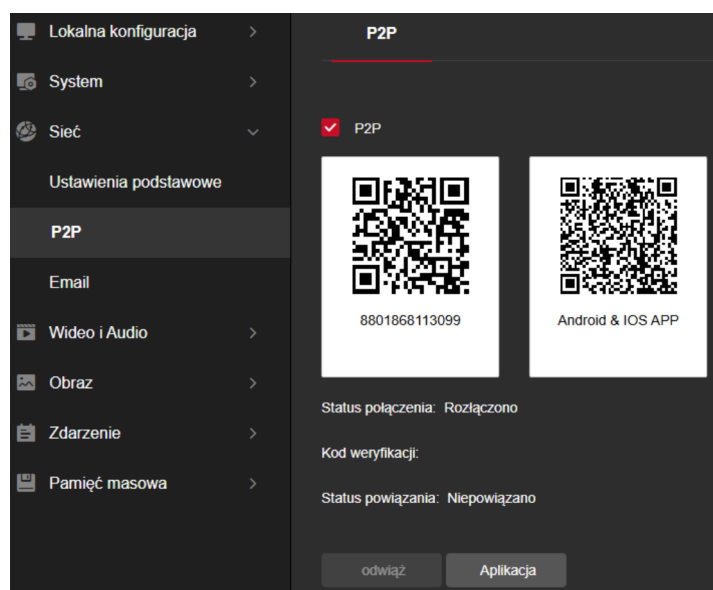 Lokalna konfiguracja
System
Sieć
Ustawienia podstawowe
P2P
Email
Wideo i Audio
Obraz
Zdarzenie
Pamięć masowa
P2P
P2P
8801868113099
Android & IOS APP
Status połączenia: Rozłączono
Kod weryfikacji:
Status powiązania: Niepowiązano
odwiąż
Aplikacja